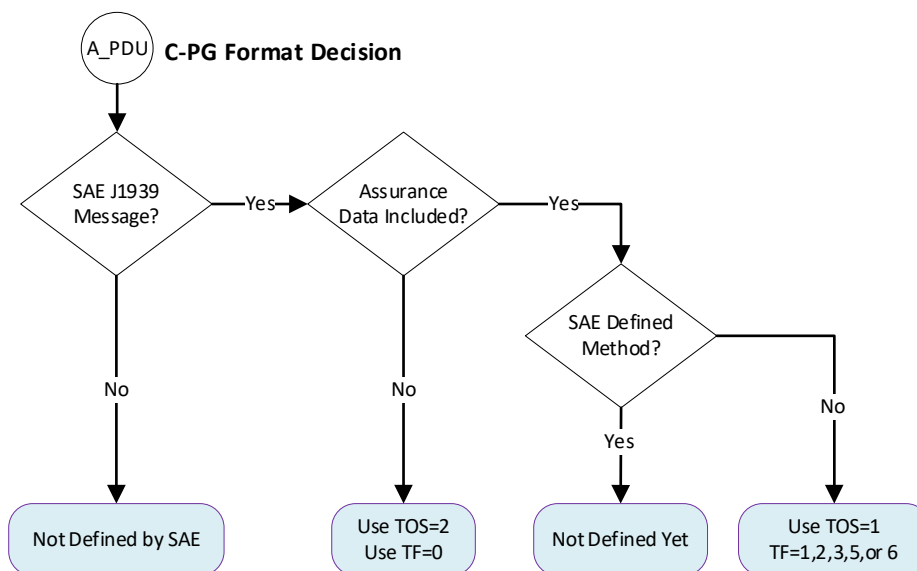 A_PDU
C-PG Format Decision
SAE J1939
Message?
Yes
Assurance
Data Included?
Yes
SAE Defined
Method?
No
No
No
Yes
Not Defined by SAE
Use TOS=2
Use TF=0
Not Defined Yet
Use TOS=1
TF=1,2,3,5,or 6